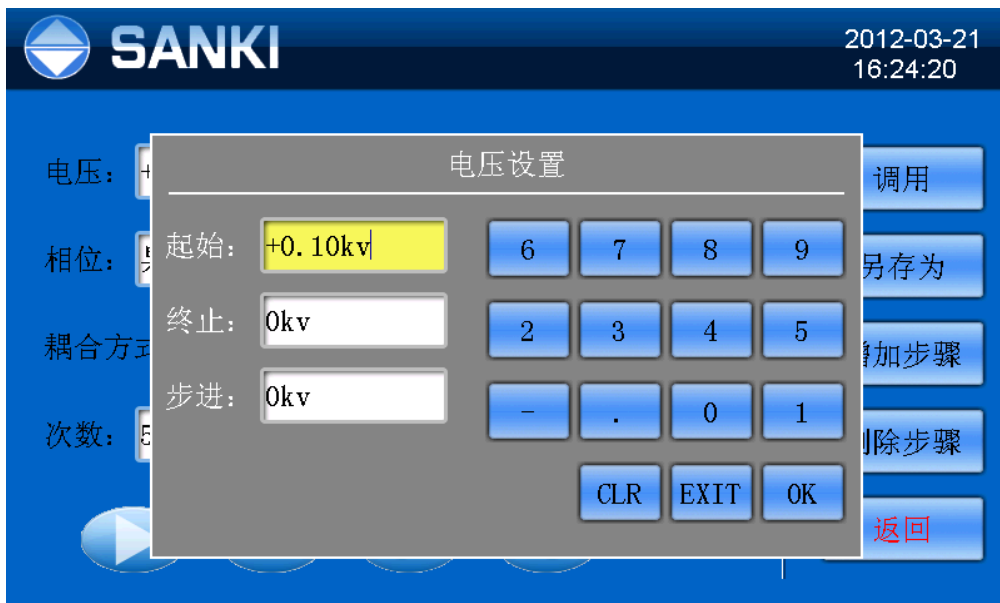 SANKI
2012-03-21
16:24:20
电压设置
电压：
+
调用
起始：
+0.10kv
6
7
8
9
相位：
另存为
终止：
0kv
2
3
4
5
耦合方式
增加步骤
步进：
0kv
-
.
0
1
次数：
5
删除步骤
CLR
EXIT
OK
返回